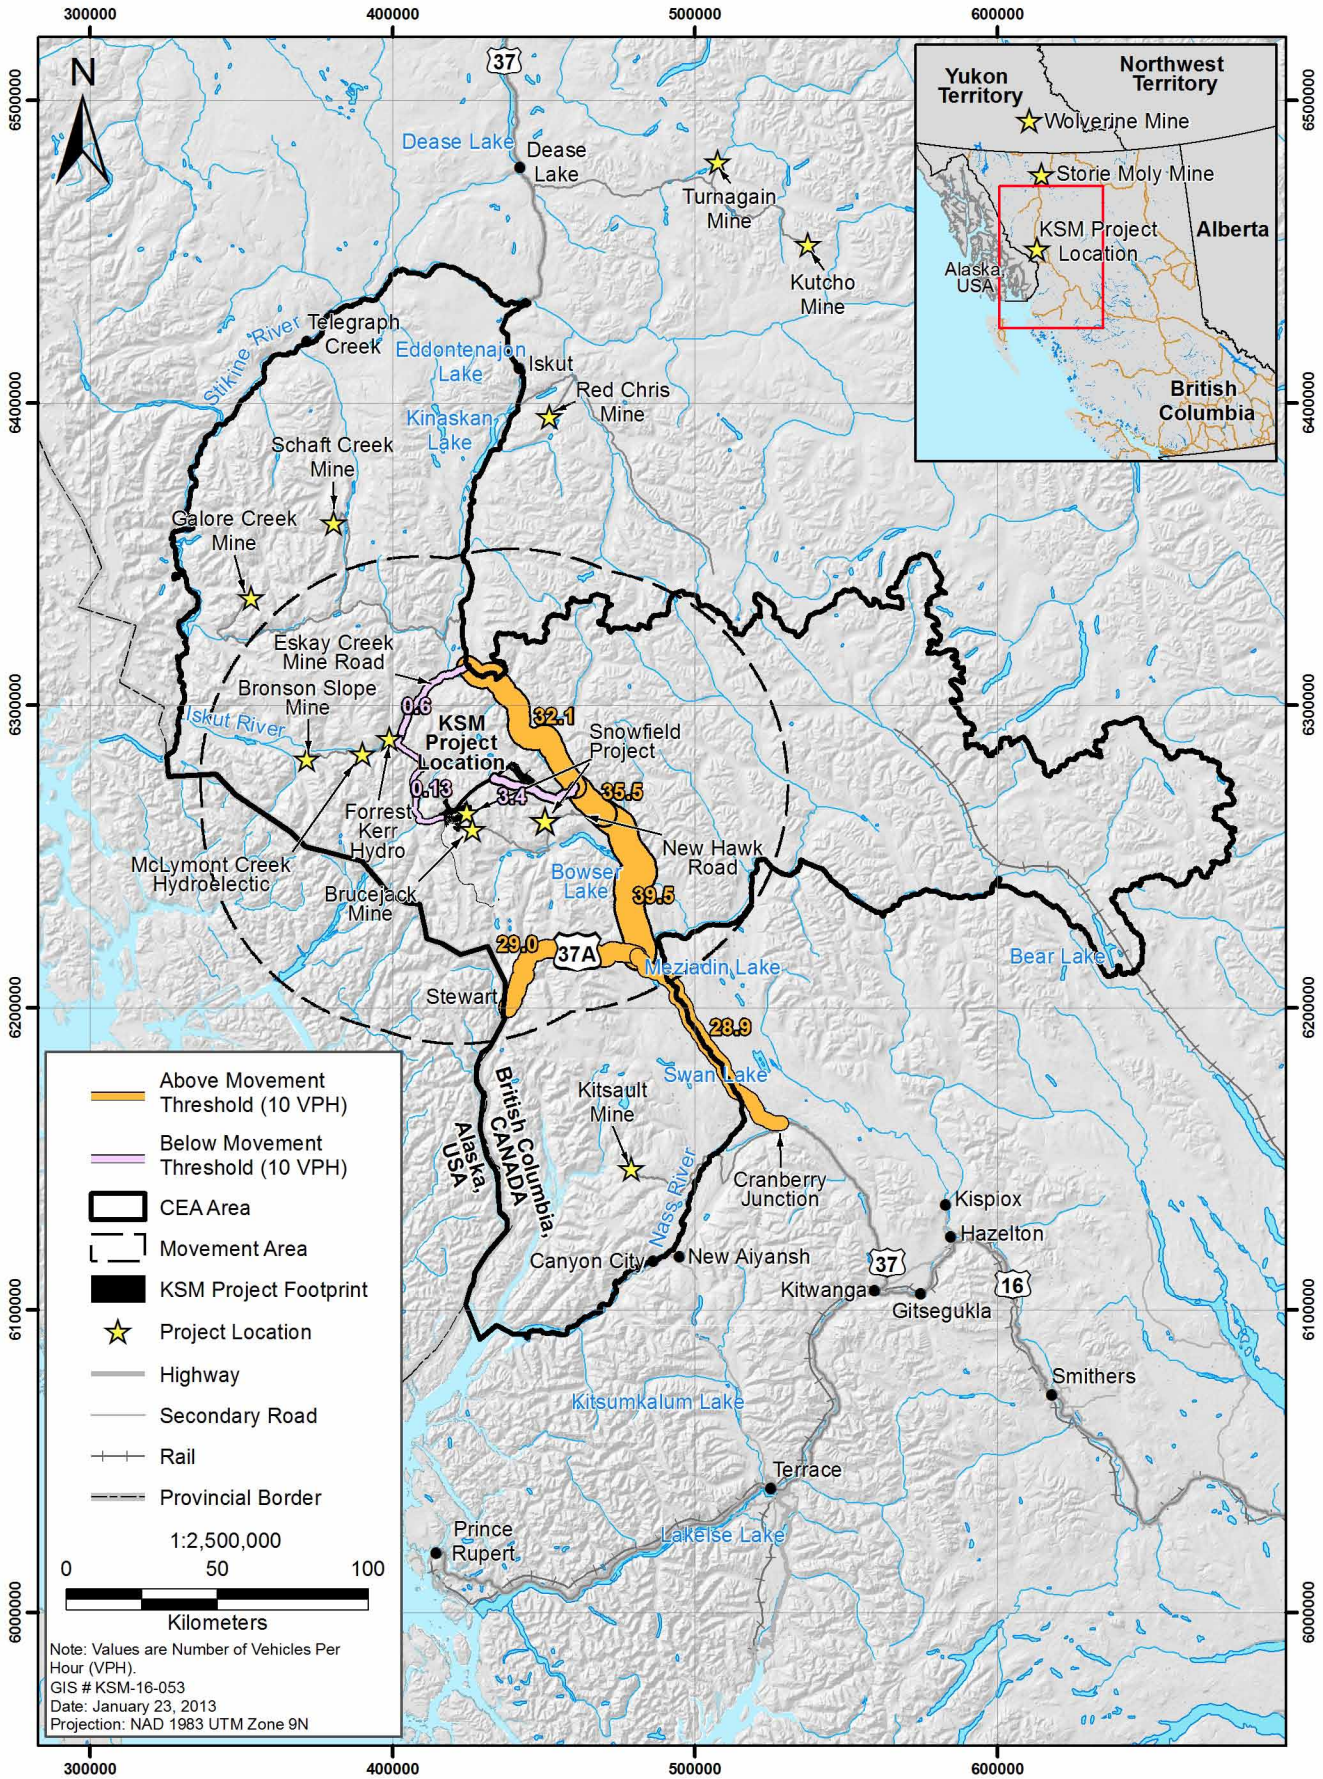 300000
400000
500000
600000
6500000
6400000
6300000
6200000
6100000
6000000
6500000
6400000
6300000
6200000
6100000
6000000
N
37
Dease Lake
Dease
Lake
Turnagain
Mine
Kutcho
Mine
Yukon
Territory
Northwest
Territory
Wolverine Mine
Storie Moly Mine
KSM Project
Location
Alberta
Alaska,
USA
British
Columbia
Stikine River
Telegraph
Creek
Eddontenajon
Lake
Iskut
Red Chris
Mine
Kinaskan
Lake
Schaft Creek
Mine
Galore Creek
Mine
Eskay Creek
Mine Road
Bronson Slope
Mine
Iskut River
0.6
KSM
Project
Location
32.1
Snowfield
Project
0.13
3.4
35.5
Forrest
Kerr
Hydro
McLymont Creek
Hydroelectic
Brucejack
Mine
New Hawk
Road
Bowser
Lake
39.5
29.0
37A
Meziadin Lake
Bear Lake
Stewart
28.9
Swan Lake
Kitsault
Mine
British Columbia,
CANADA
Alaska,
USA
Nass River
Cranberry
Junction
Kispiox
Hazelton
Canyon City
New Aiyansh
37
Kitwanga
16
Gitsegukla
Smithers
Kitsumkalum Lake
Terrace
Lakelse Lake
Prince
Rupert
Above Movement
Threshold (10 VPH)
Below Movement
Threshold (10 VPH)
CEA Area
Movement Area
KSM Project Footprint
Project Location
Highway
Secondary Road
Rail
Provincial Border
1:2,500,000
0 50 100
Kilometers
Note: Values are Number of Vehicles Per
Hour (VPH).
GIS # KSM-16-053
Date: January 23, 2013
Projection: NAD 1983 UTM Zone 9N
300000
400000
500000
600000